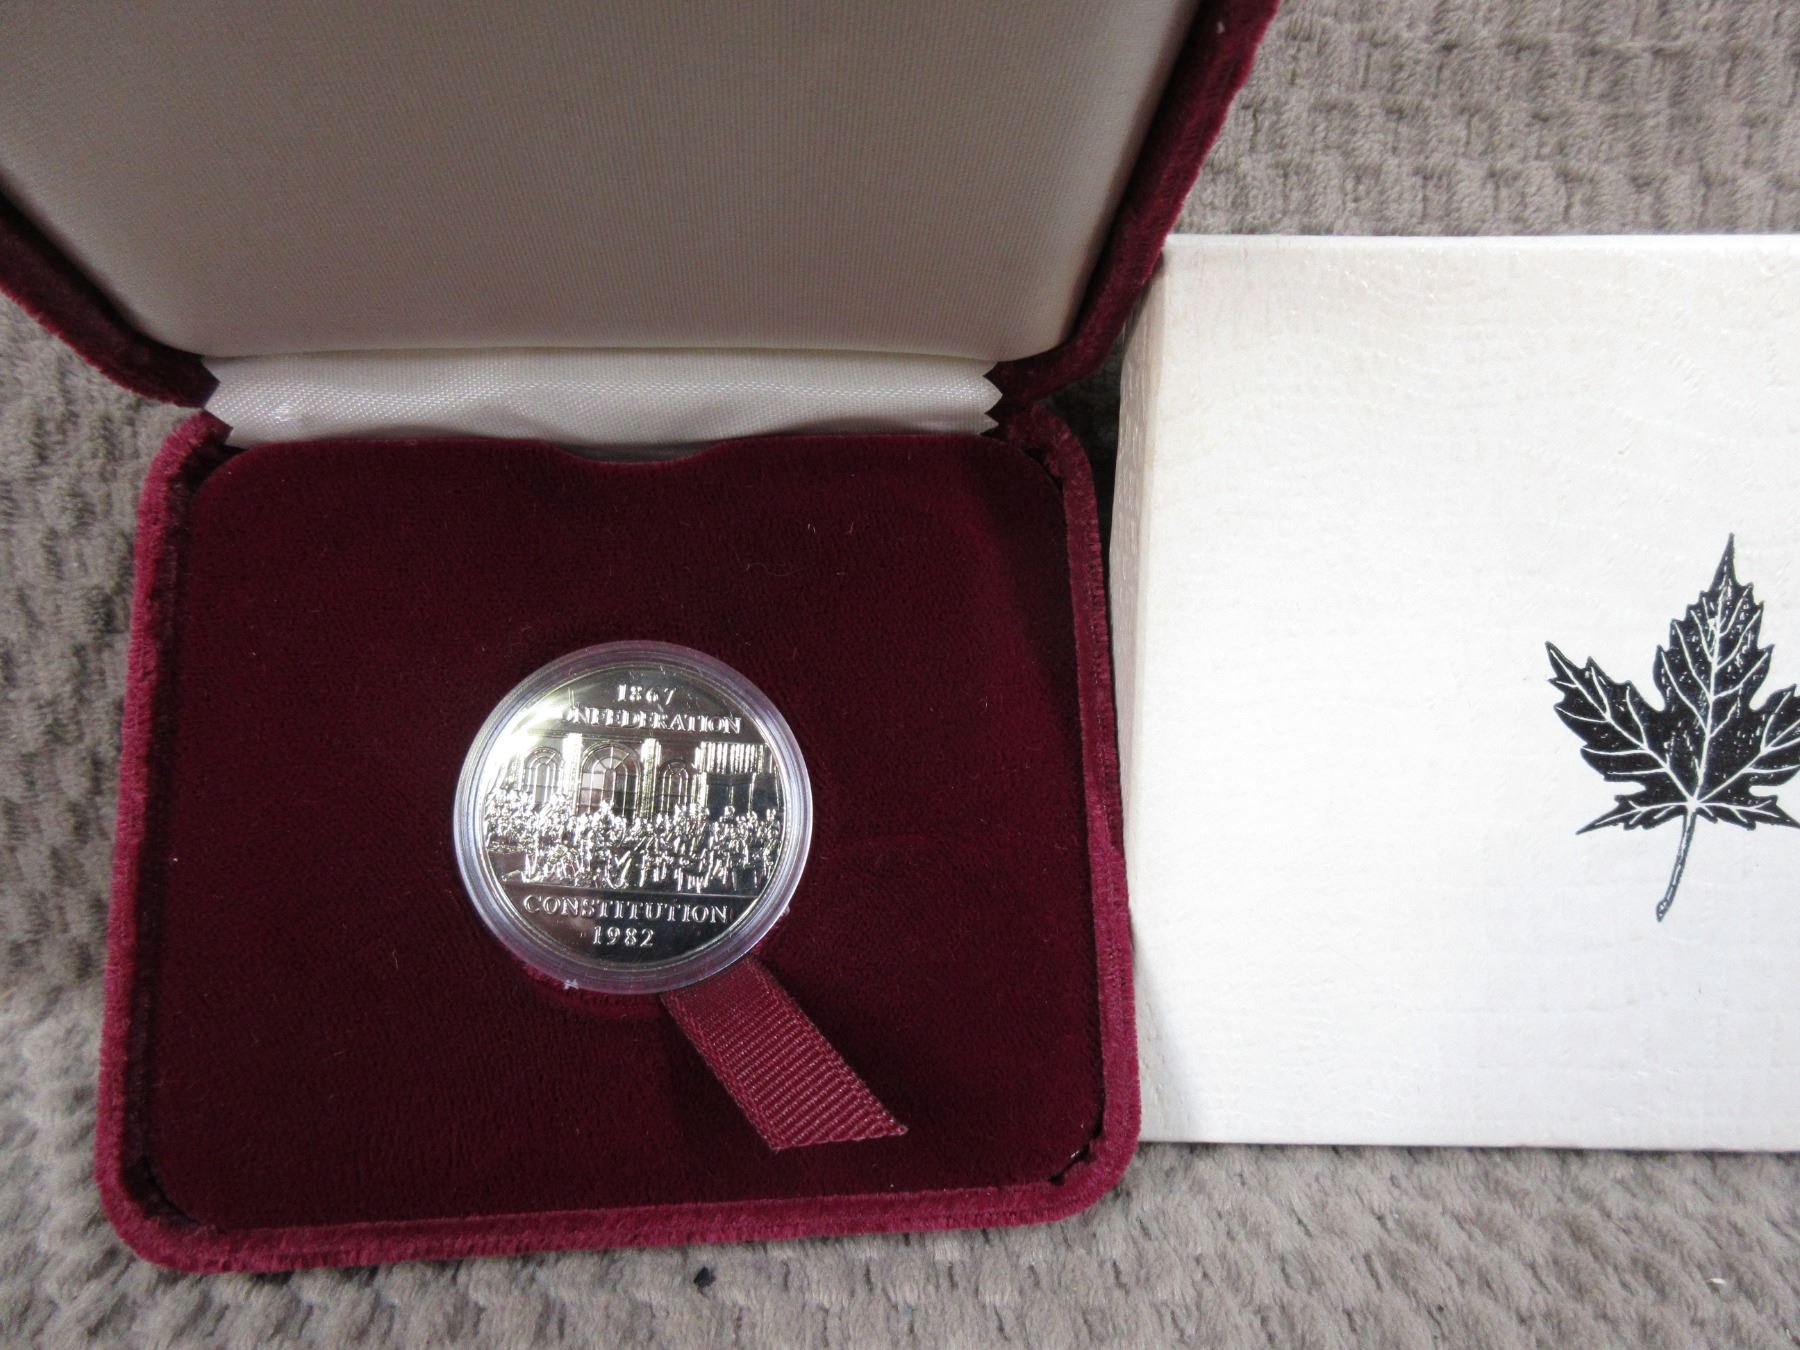 1867
CONFEDERATION
CONSTITUTION
1982